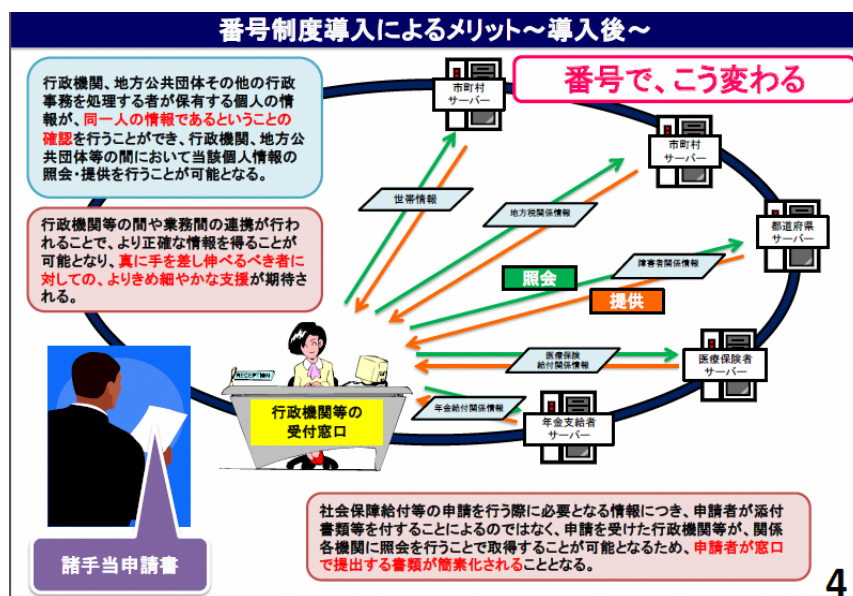 番号制度導入によるメリット～導入後～
行政機関、地方公共団体その他の行政
事務を処理する者が保有する個人の情
報が、同一人の情報であるということの
確認を行うことができ、行政機関、地方公
共団体等の間において当該個人情報の
照会・提供を行うことが可能となる。
番号で、こう変わる
市町村
サーバー
市町村
サーバー
都道府県
サーバー
世帯情報
地方税関係情報
障害者関係情報
行政機関等の間や業務間の連携が行わ
れることで、より正確な情報を得ることが
可能となり、真に手を差し伸べるべき者に
対しての、よりきめ細やかな支援が期待さ
れる。
照会
提供
医療保険
給付関係情報
医療保険者
サーバー
年金給付関係情報
年金支給者
サーバー
RECEPTION
行政機関等の
受付窓口
諸手当申請書
社会保障給付等の申請を行う際に必要となる情報につき、申請者が添付
書類等を付することによるのではなく、申請を受けた行政機関等が、関係
各機関に照会を行うことで取得することが可能となるため、申請者が窓口
で提出する書類が簡素化されることとなる。
4